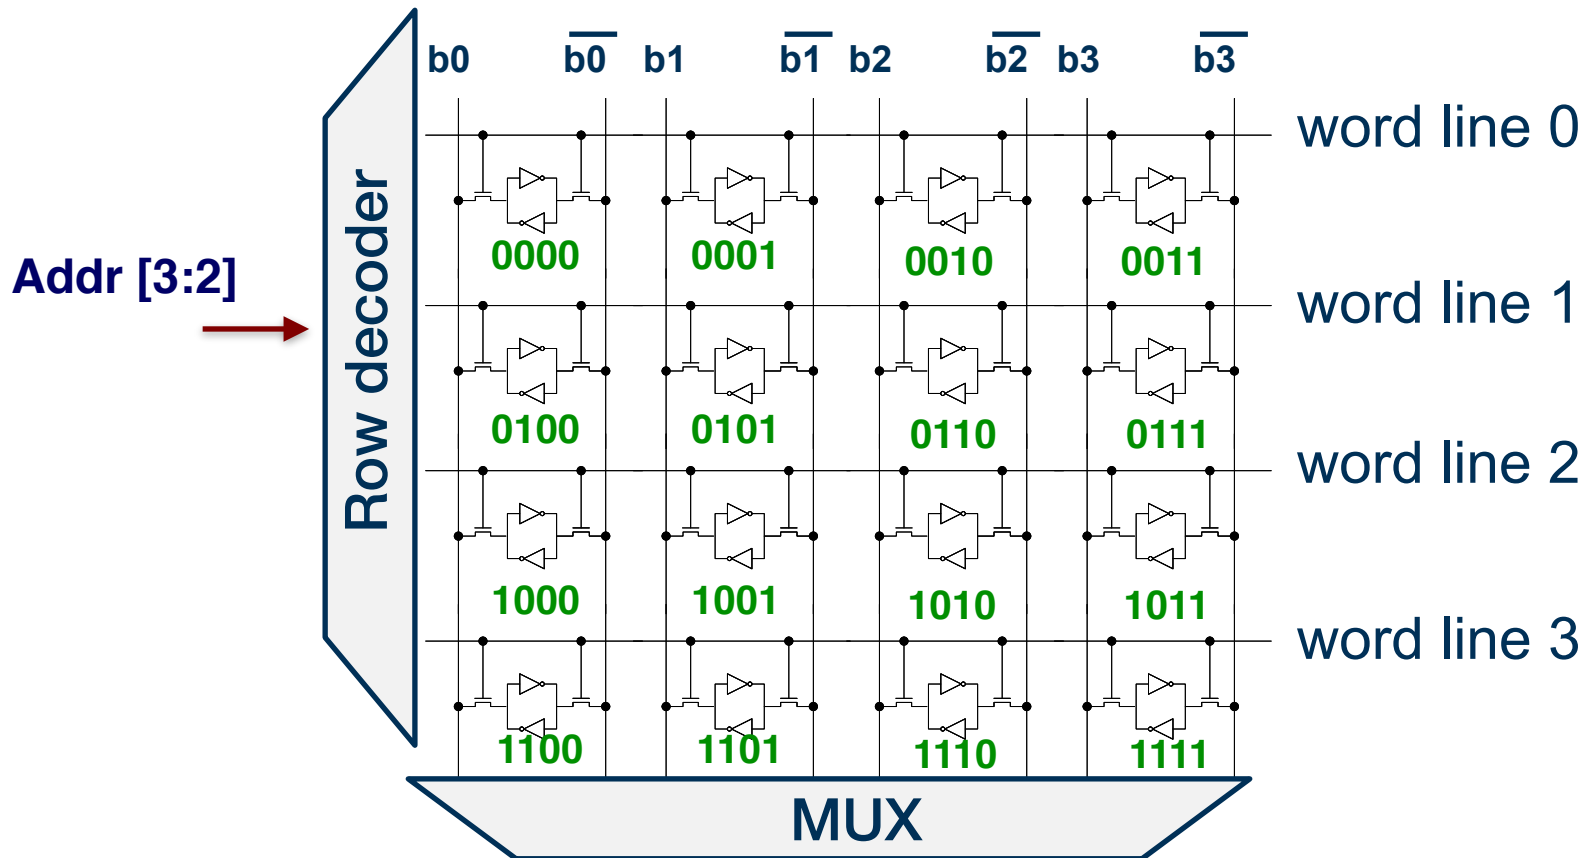 b0 b0̅ b1 b1̅ b2 b2̅ b3 b3̅
word line 0
0000 0001 0010 0011
Addr [3:2]
Row decoder
word line 1
0100 0101 0110 0111
word line 2
1000 1001 1010 1011
word line 3
1100 1101 1110 1111
MUX